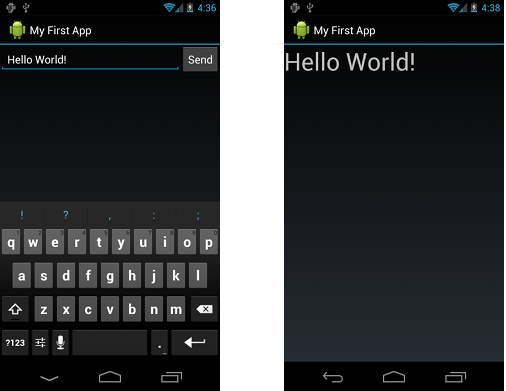 4:36
My First App
Hello World!
Send
! ? , : ;
q w e r t y u i o p
a s d f g h j k l
z x c v b n m
?123 .
4:38
My First App
Hello World!